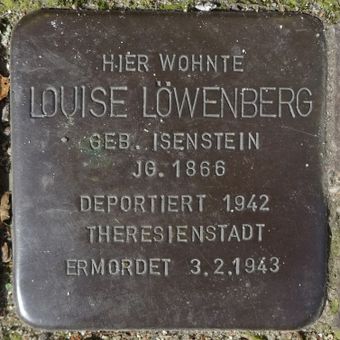 HIER WOHNTE
LOUISE LÖWENBERG
GEB. ISENSTEIN
JG. 1866
DEPORTIERT 1942
THERESIENSTADT
ERMORDET 3.2.1943